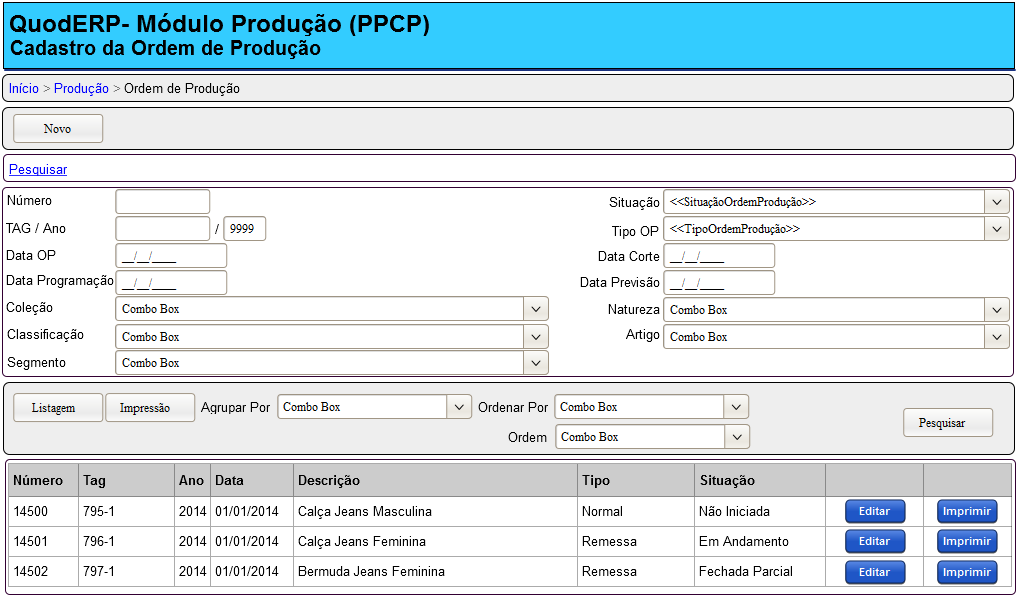 QuodERP- Módulo Produção (PPCP)
Cadastro da Ordem de Produção
Início > Produção > Ordem de Produção
Novo
Pesquisar
Número Situação <<SituaçãoOrdemProdução>>
TAG / Ano / 9999 Tipo OP <<TipoOrdemProdução>>
Data OP __/__/____ Data Corte __/__/____
Data Programação __/__/____ Data Previsão __/__/____
Coleção Combo Box Natureza Combo Box
Classificação Combo Box Artigo Combo Box
Segmento Combo Box
Listagem Impressão Agrupar Por Combo Box Ordenar Por Combo Box
Ordem Combo Box Pesquisar
Número Tag Ano Data Descrição Tipo Situação
14500 795-1 2014 01/01/2014 Calça Jeans Masculina Normal Não Iniciada Editar Imprimir
14501 796-1 2014 01/01/2014 Calça Jeans Feminina Remessa Em Andamento Editar Imprimir
14502 797-1 2014 01/01/2014 Bermuda Jeans Feminina Remessa Fechada Parcial Editar Imprimir